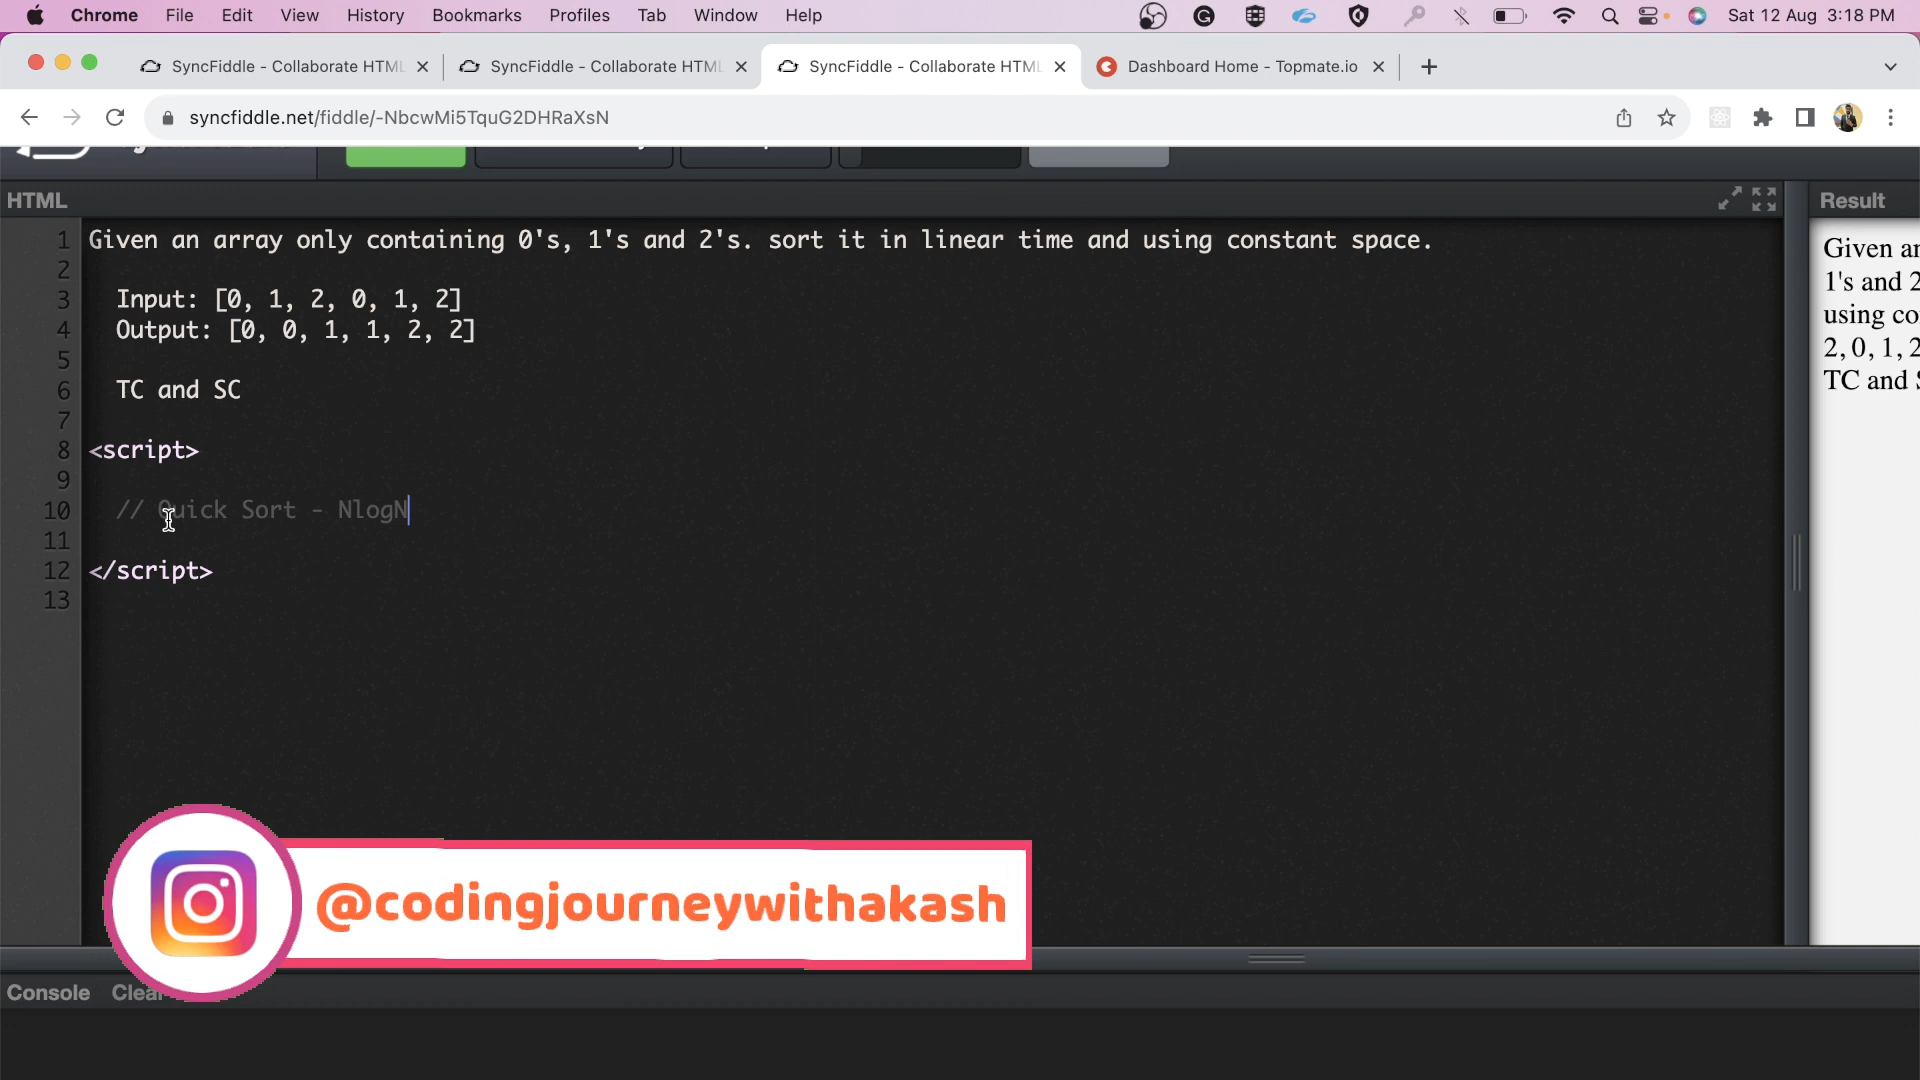 Chrome File Edit View History Bookmarks Profiles Tab Window Help Sat 12 Aug 3:18 PM
SyncFiddle - Collaborate HTML SyncFiddle - Collaborate HTML SyncFiddle - Collaborate HTML Dashboard Home - Topmate.io
syncfiddle.net/fiddle/-NbcwMi5TquG2DHRaXsN
HTML Result
1 Given an array only containing 0's, 1's and 2's. sort it in linear time and using constant space.
2
3 Input: [0, 1, 2, 0, 1, 2]
4 Output: [0, 0, 1, 1, 2, 2]
5
6 TC and SC
7
8 <script>
9
10 // Quick Sort - NlogN
11
12 </script>
13
Given an
1's and 2
using co
2, 0, 1, 2
TC and S
@codingjourneywithakash
Console Clear